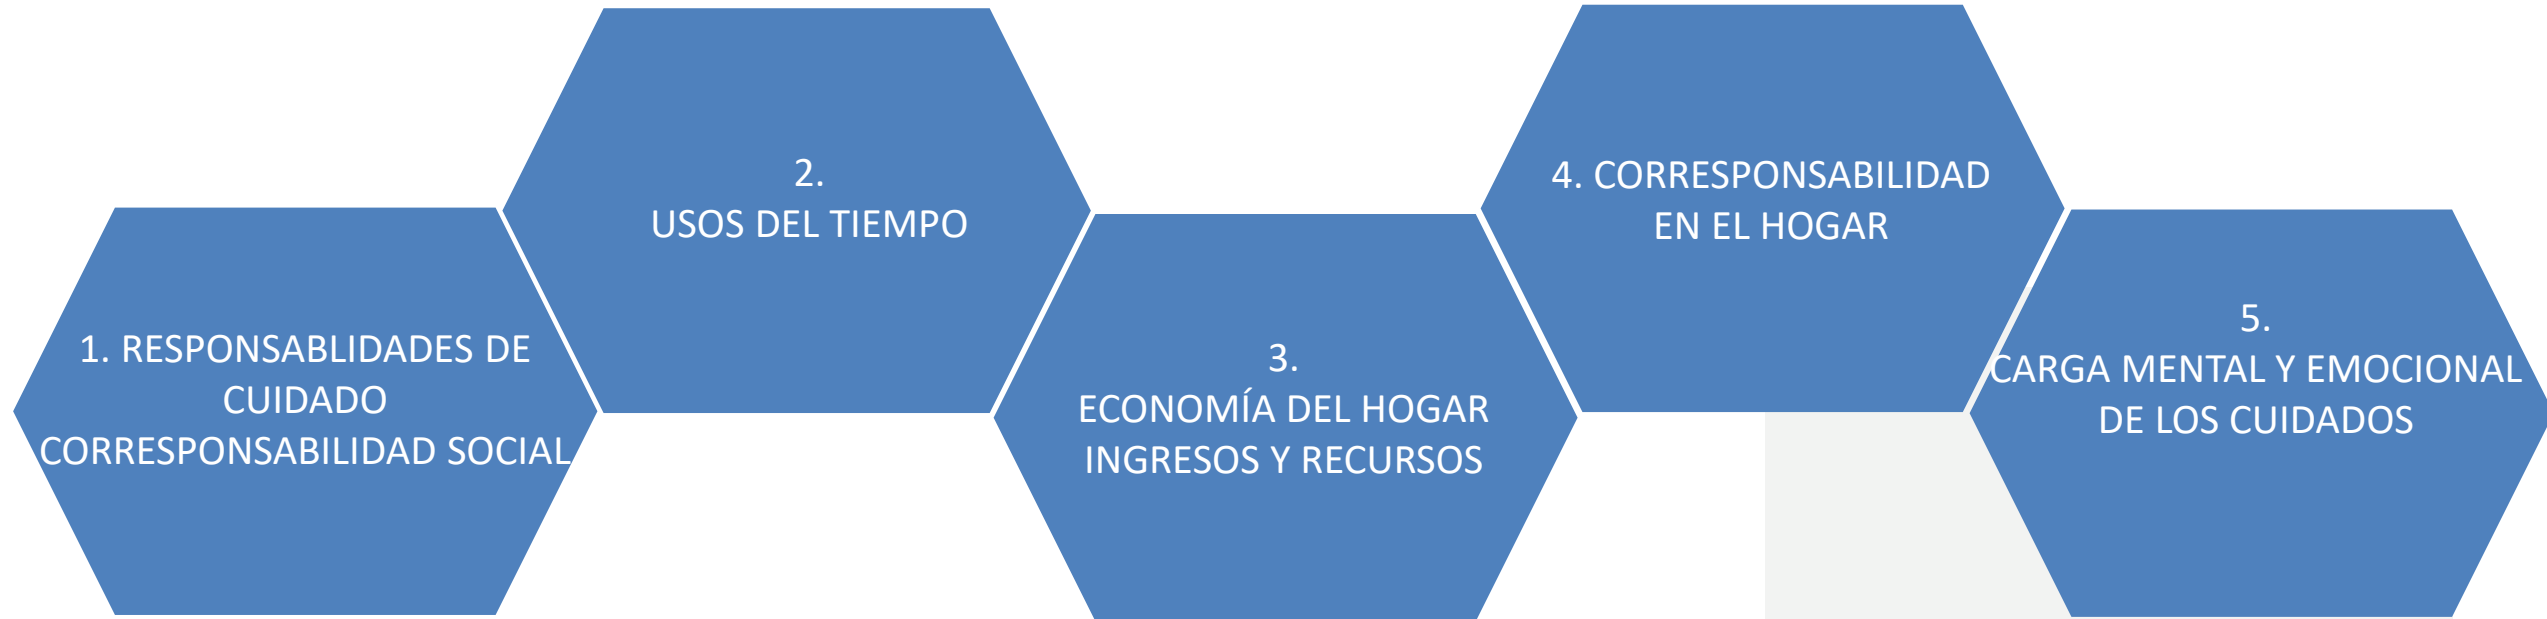 1. RESPONSABLIDADES DE
CUIDADO
CORRESPONSABILIDAD SOCIAL
2.
USOS DEL TIEMPO
3.
ECONOMÍA DEL HOGAR
INGRESOS Y RECURSOS
4. CORRESPONSABILIDAD
EN EL HOGAR
5.
CARGA MENTAL Y EMOCIONAL
DE LOS CUIDADOS